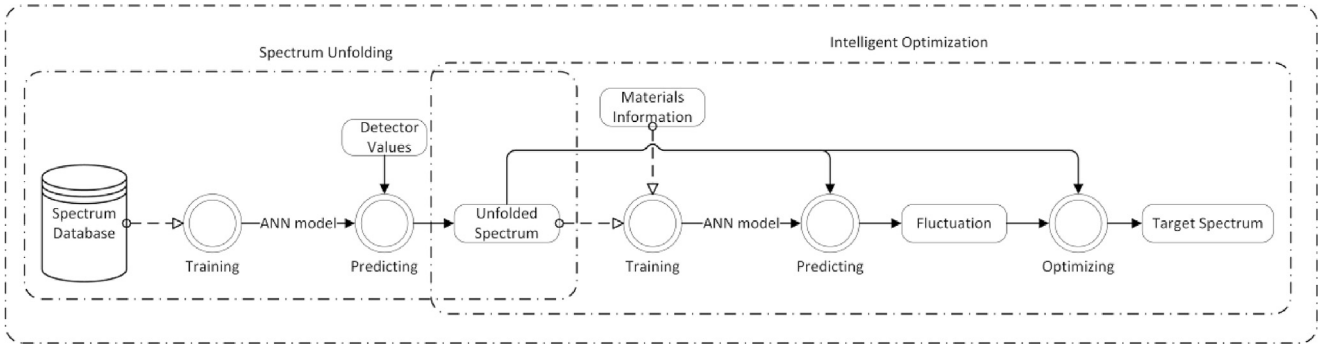 Spectrum Unfolding
Intelligent Optimization
Materials
Information
Detector
Values
Spectrum
Database
ANN model
Unfolded
Spectrum
ANN model
Fluctuation
Target Spectrum
Training
Predicting
Training
Predicting
Optimizing